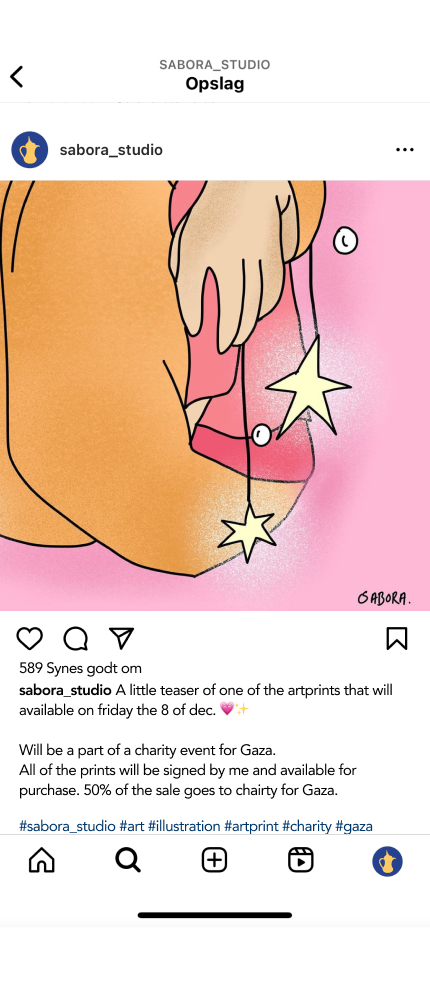 SABORA_STUDIO
Opslag
sabora_studio
SABORA.
589 Synes godt om
sabora_studio A little teaser of one of the artprints that will
available on friday the 8 of dec. 💗✨
Will be a part of a charity event for Gaza.
All of the prints will be signed by me and available for
purchase. 50% of the sale goes to chairty for Gaza.
#sabora_studio #art #illustration #artprint #charity #gaza